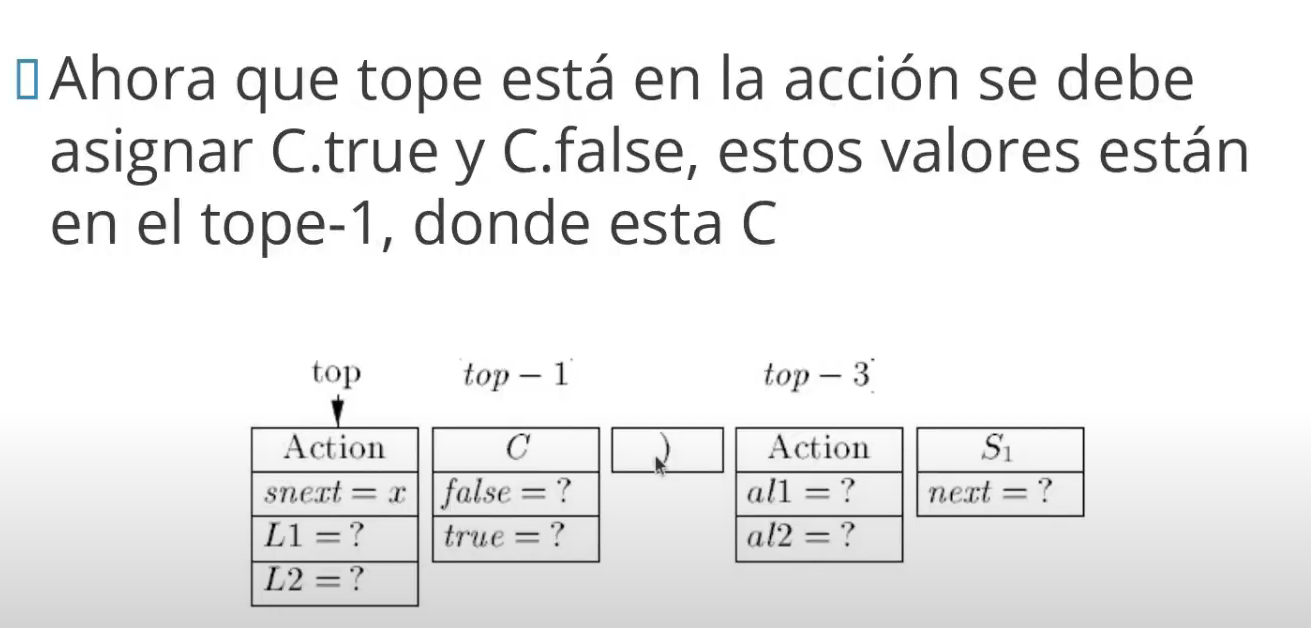 Ahora que tope está en la acción se debe
asignar C.true y C.false, estos valores están
en el tope-1, donde esta C
top top − 1 top − 3
Action C ) Action S₁
snext = x false = ? al1 = ? next = ?
L1 = ? true = ? al2 = ?
L2 = ?